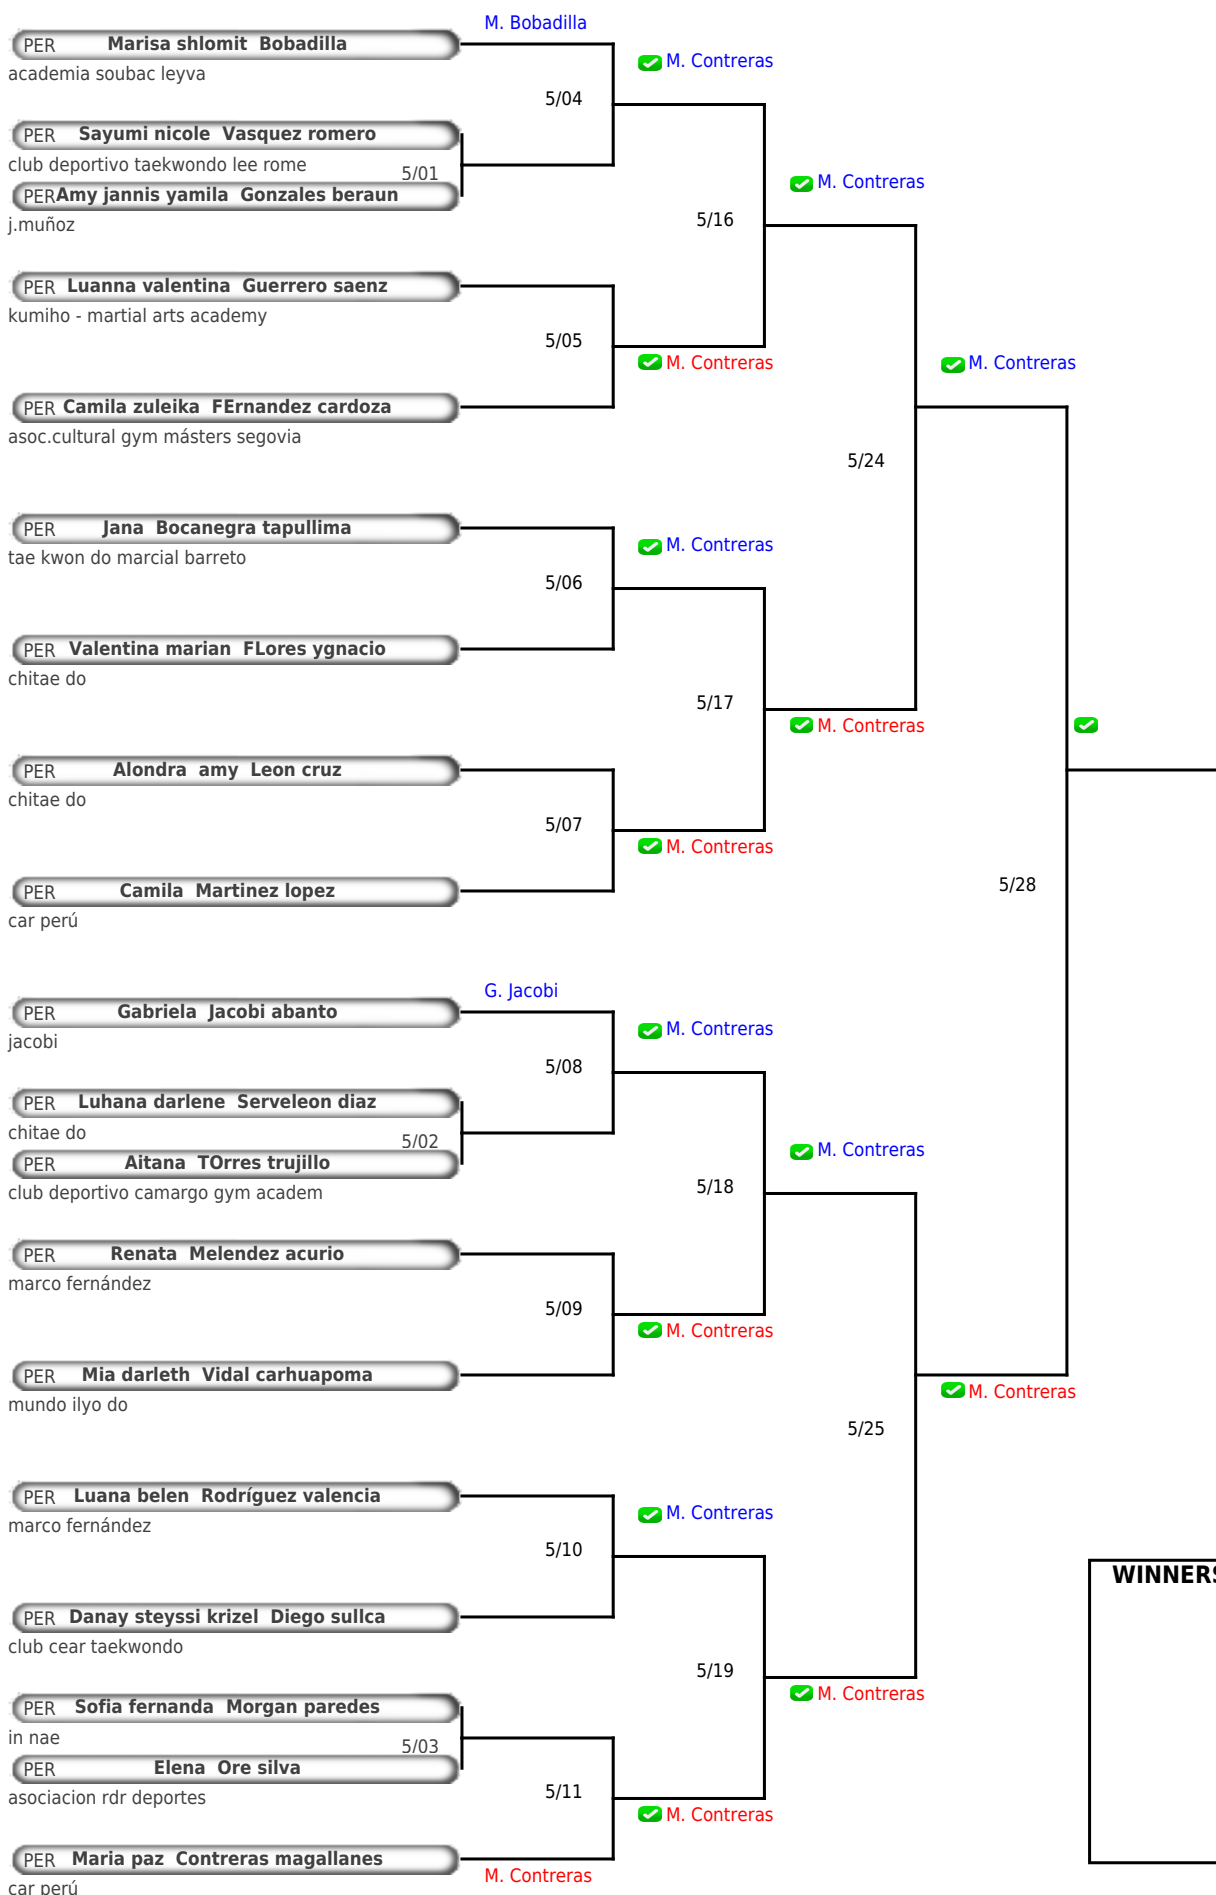 M. Bobadilla
PER Marisa shlomit Bobadilla
academia soubac leyva
M. Contreras
5/04
PER Sayumi nicole Vasquez romero
club deportivo taekwondo lee rome
5/01
PER Amy jannis yamila Gonzales beraun
j.muñoz
M. Contreras
5/16
PER Luanna valentina Guerrero saenz
kumiho - martial arts academy
5/05
M. Contreras
M. Contreras
PER Camila zuleika FErnandez cardoza
asoc.cultural gym másters segovia
5/24
PER Jana Bocanegra tapullima
tae kwon do marcial barreto
M. Contreras
5/06
PER Valentina marian FLores ygnacio
chitae do
5/17
M. Contreras
PER Alondra amy Leon cruz
chitae do
5/07
M. Contreras
PER Camila Martinez lopez
car perú
5/28
G. Jacobi
PER Gabriela Jacobi abanto
jacobi
M. Contreras
5/08
PER Luhana darlene Serveleon diaz
chitae do
5/02
PER Aitana TOrres trujillo
club deportivo camargo gym academ
M. Contreras
5/18
PER Renata Melendez acurio
marco fernández
5/09
M. Contreras
PER Mia darleth Vidal carhuapoma
mundo ilyo do
M. Contreras
5/25
PER Luana belen Rodríguez valencia
marco fernández
M. Contreras
5/10
WINNERS
PER Danay steyssi krizel Diego sullca
club cear taekwondo
5/19
M. Contreras
PER Sofia fernanda Morgan paredes
in nae
5/03
PER Elena Ore silva
asociacion rdr deportes
5/11
M. Contreras
PER Maria paz Contreras magallanes
M. Contreras
car perú